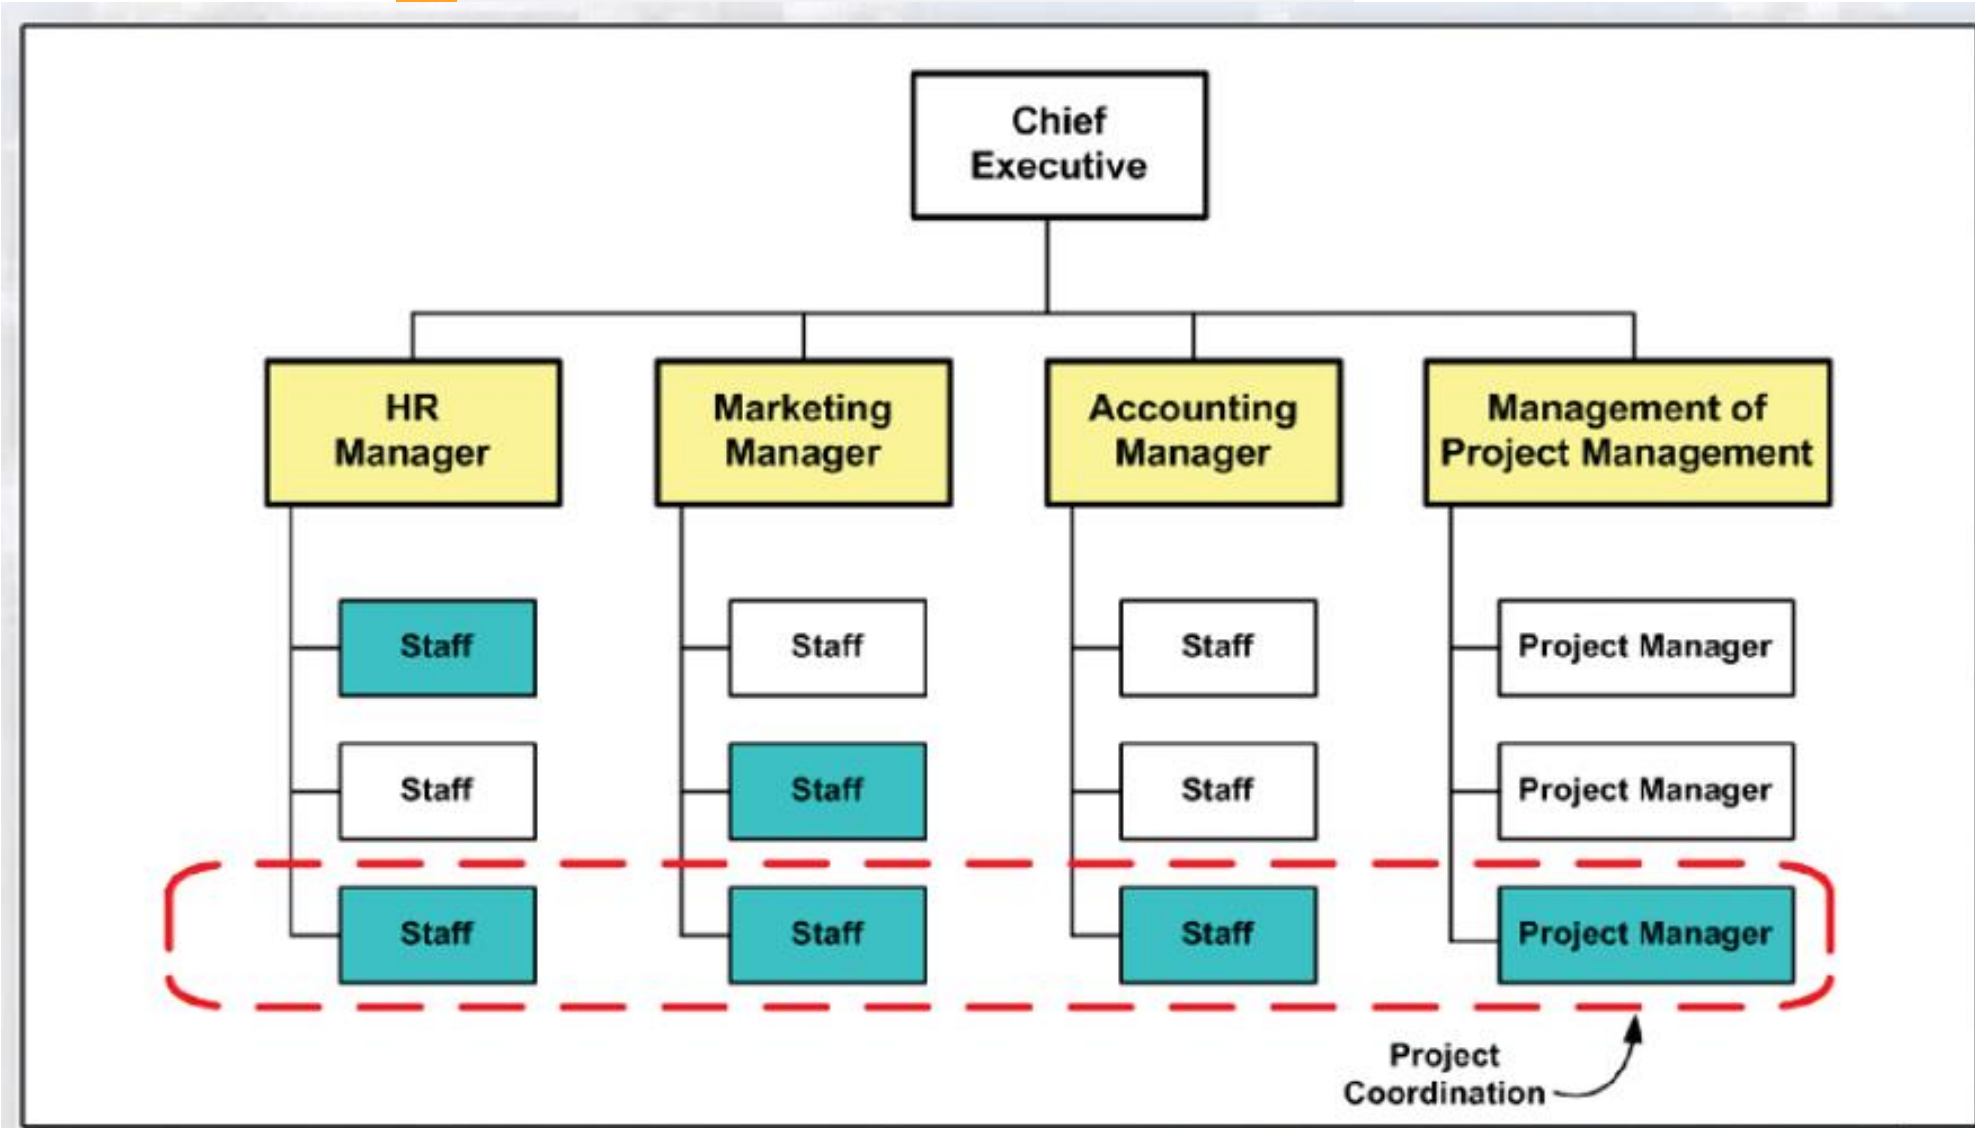 Chief
Executive
HR
Manager
Marketing
Manager
Accounting
Manager
Management of
Project Management
Staff
Staff
Staff
Project Manager
Staff
Staff
Staff
Project Manager
Staff
Staff
Staff
Project Manager
Project
Coordination